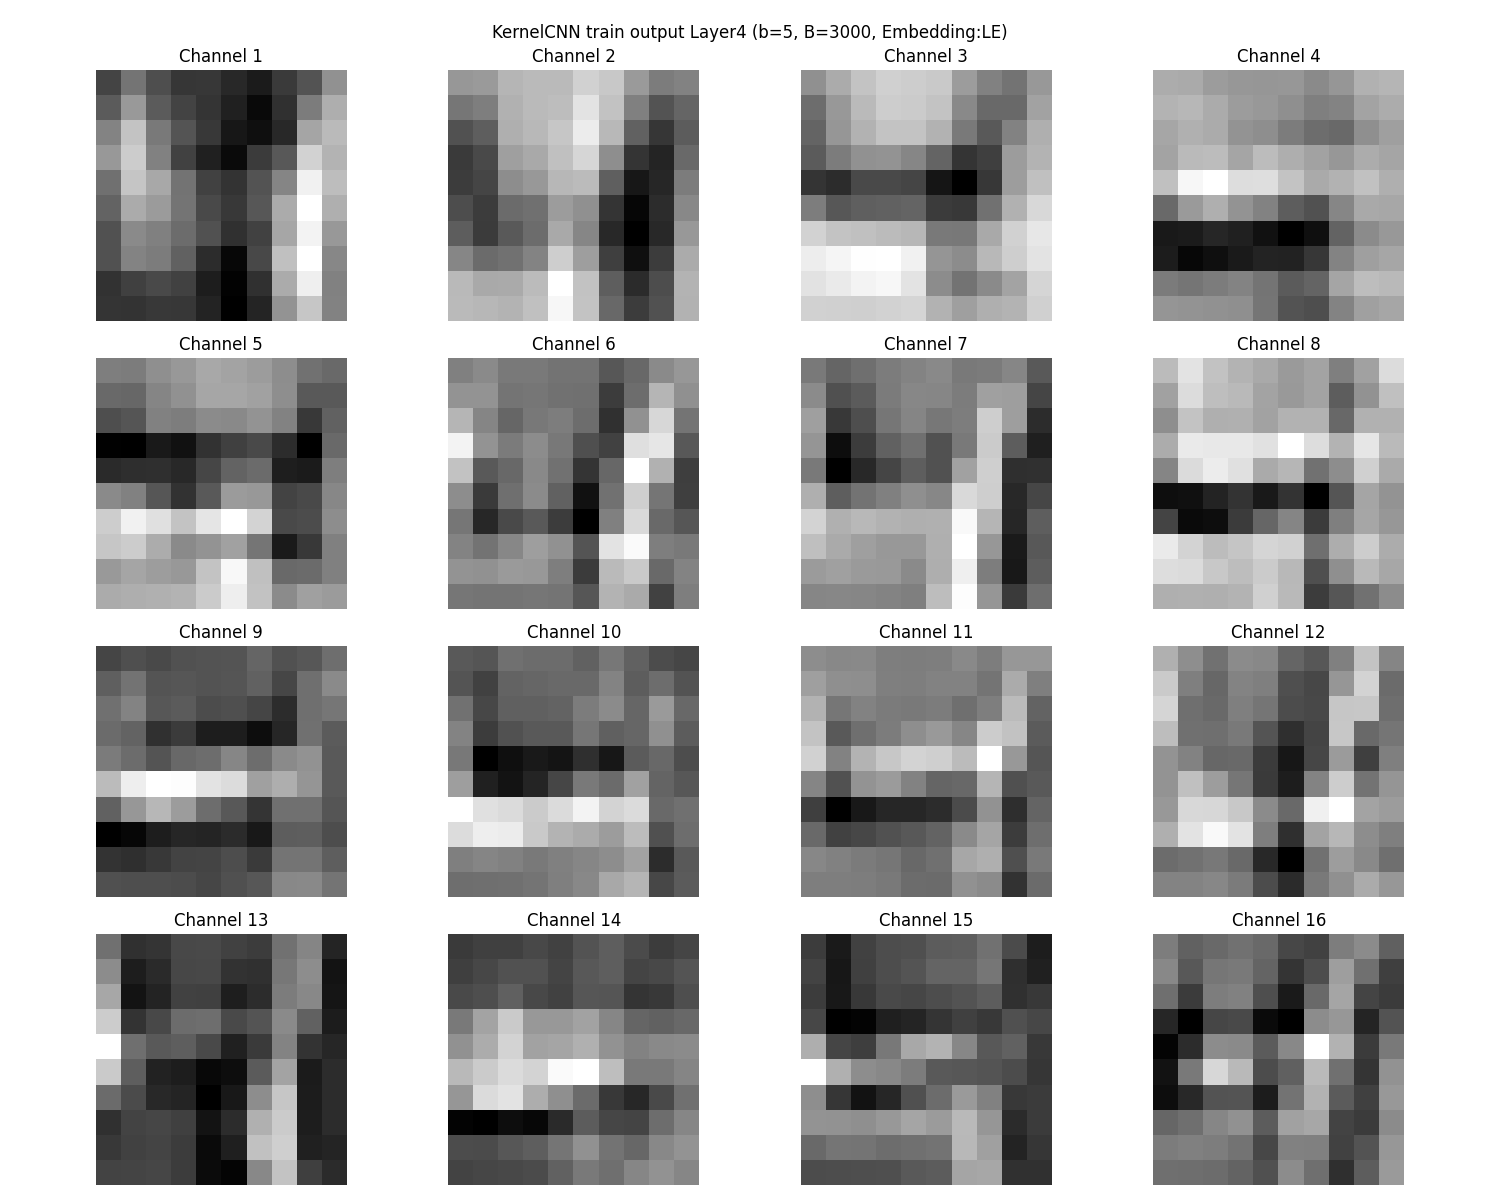 KernelCNN train output Layer4 (b=5, B=3000, Embedding:LE)
Channel 1
Channel 2
Channel 3
Channel 4
Channel 5
Channel 6
Channel 7
Channel 8
Channel 9
Channel 10
Channel 11
Channel 12
Channel 13
Channel 14
Channel 15
Channel 16